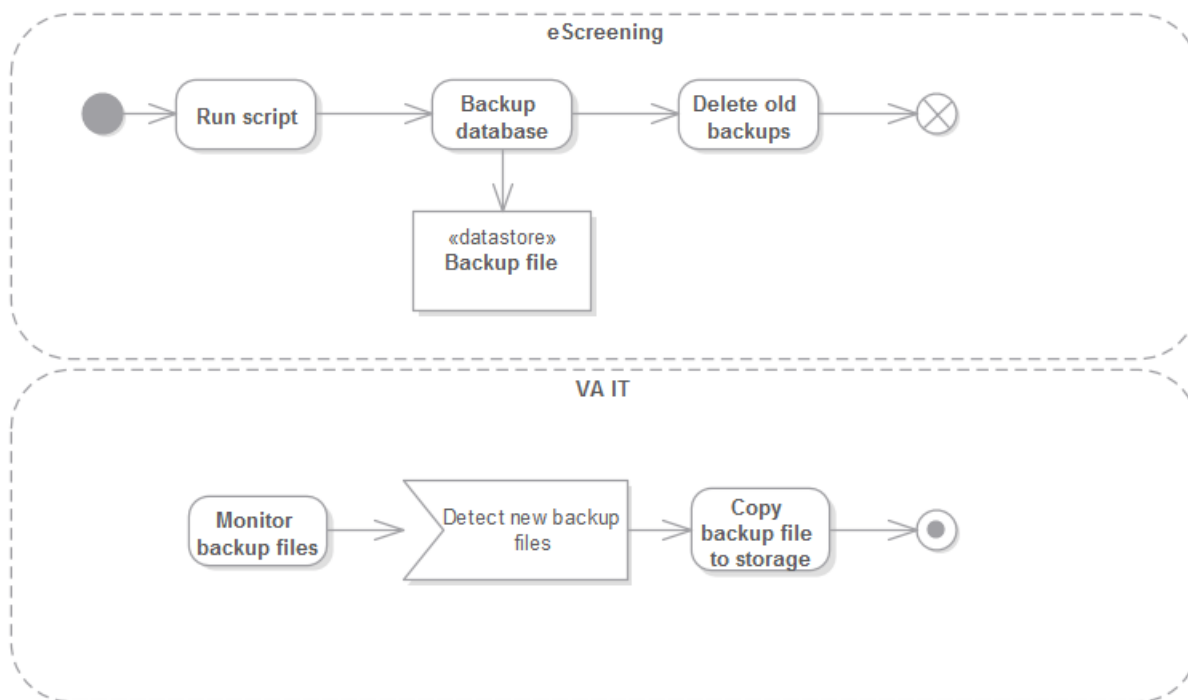 eScreening
Run script
Backup
database
Delete old
backups
«datastore»
Backup file
VA IT
Monitor
backup files
Detect new backup
files
Copy
backup file
to storage